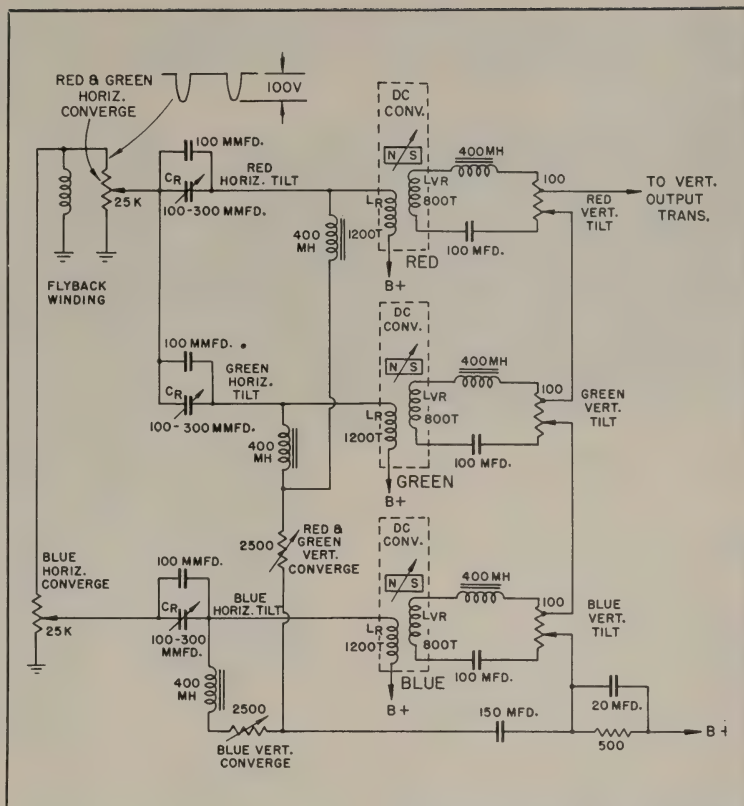 RED & GREEN
HORIZ.
CONVERGE
100V
25K
FLYBACK
WINDING
100 MMFD.
CR
100-300 MMFD.
RED
HORIZ. TILT
400
MH
DC
CONV.
N S
LR
1200T
LVR
800T
RED
B+
400MH
100 MFD.
100
RED
VERT.
TILT
TO VERT.
OUTPUT
TRANS.
100 MMFD.
CR
100-300 MMFD.
GREEN
HORIZ.
TILT
400
MH
DC
CONV.
N S
LR
1200T
LVR
800T
GREEN
B+
400MH
100 MFD.
100
GREEN
VERT.
TILT
2500
RED &
GREEN
VERT.
CONVERGE
BLUE
HORIZ.
CONVERGE
25K
100 MMFD.
CR
100-300
MMFD.
BLUE
HORIZ. TILT
400
MH
2500
BLUE VERT.
CONVERGE
DC
CONV.
N S
LR
1200T
LVR
800T
BLUE
B+
400MH
100 MFD.
100
BLUE
VERT.
TILT
150 MFD.
20 MFD.
500
B+